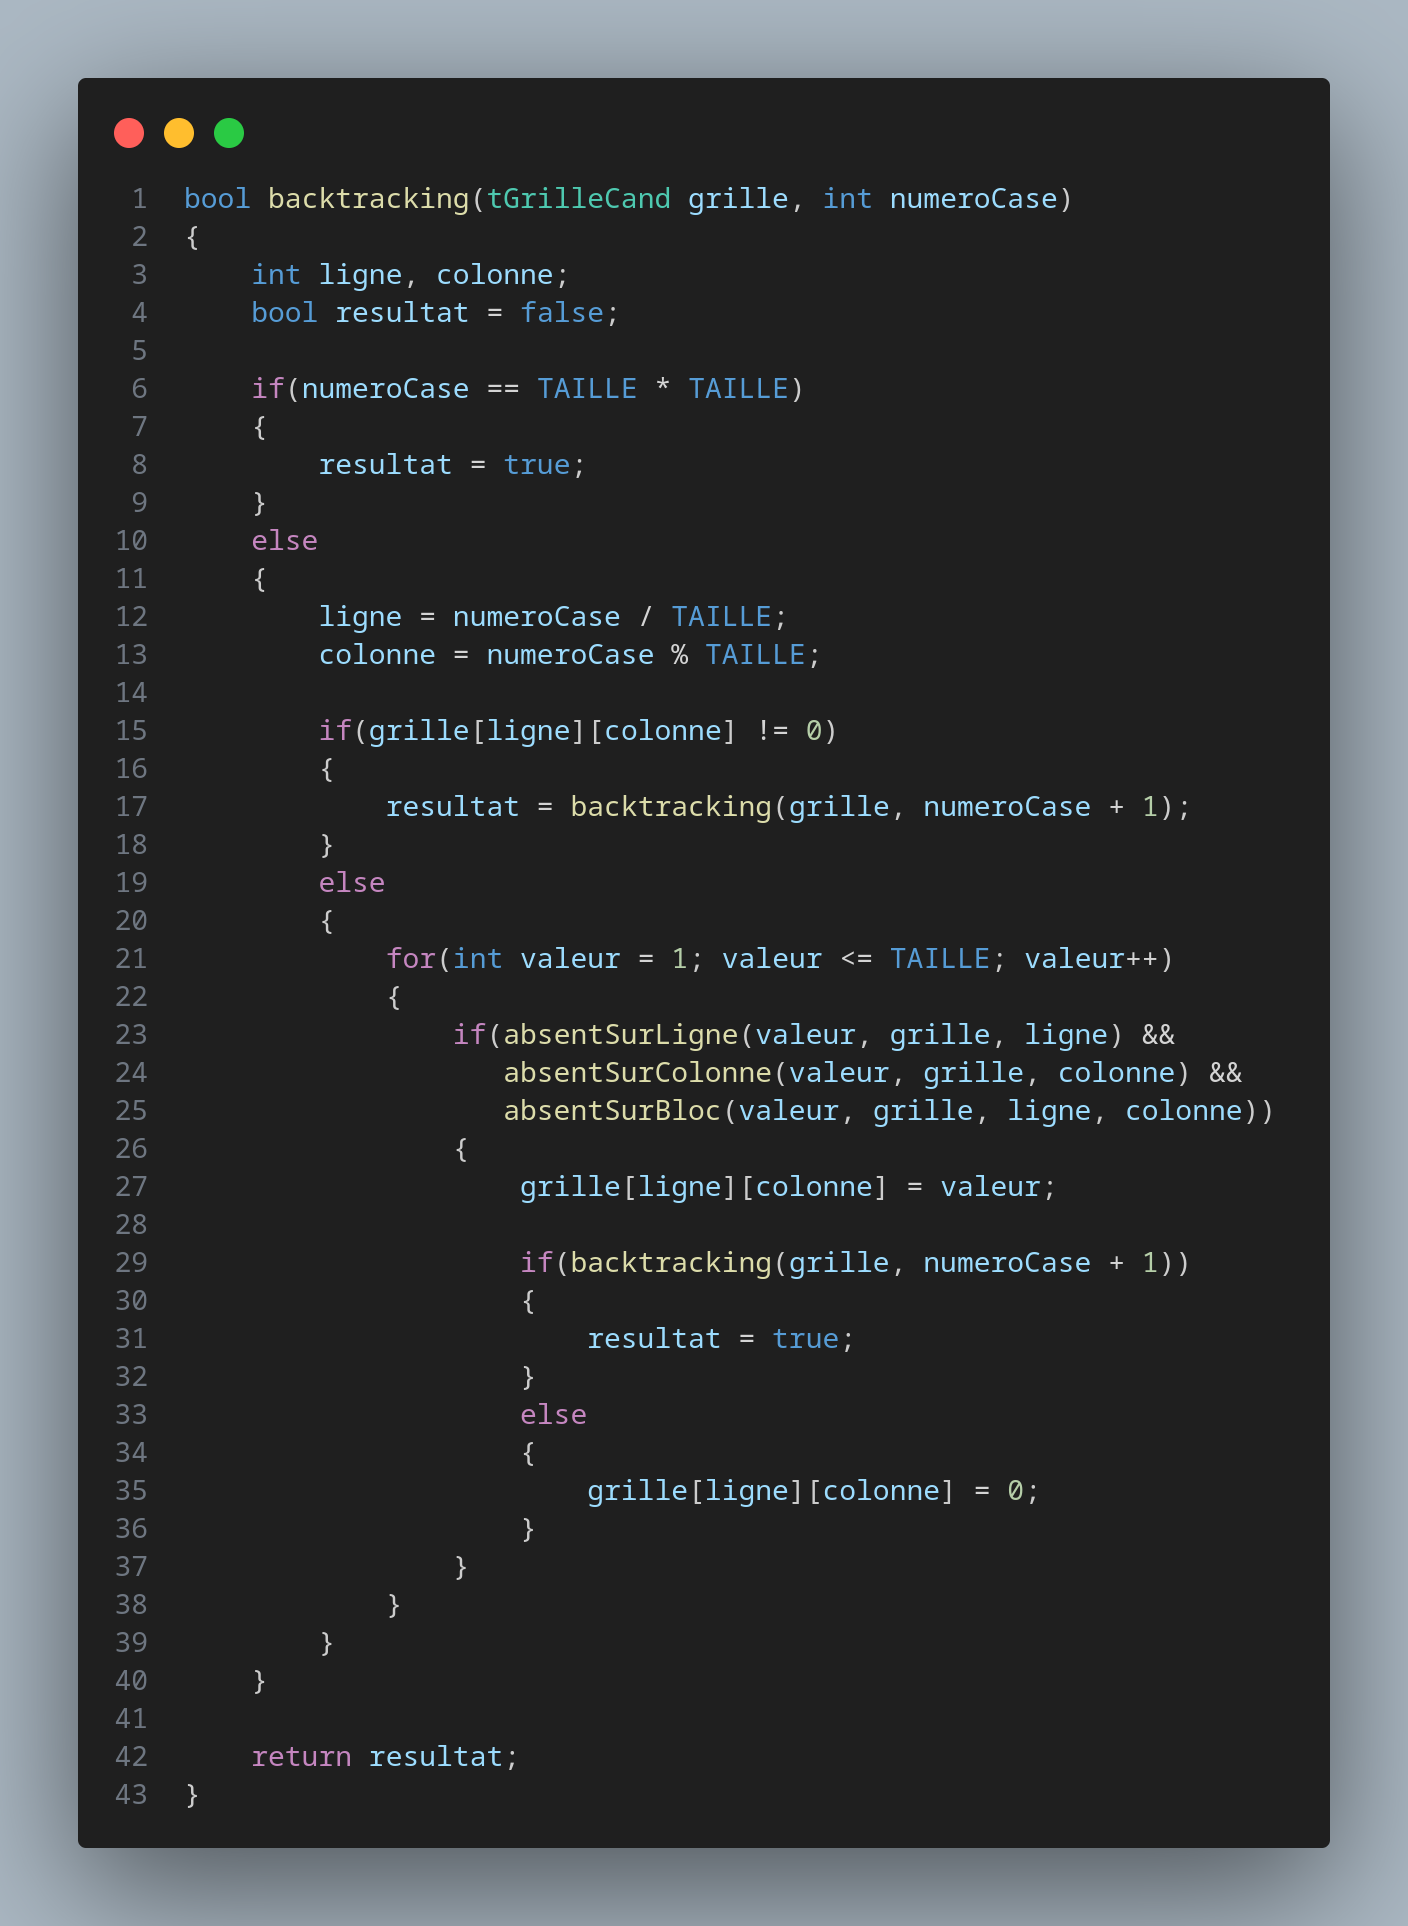 1 bool backtracking(tGrilleCand grille, int numeroCase)
2 {
3     int ligne, colonne;
4     bool resultat = false;
5
6     if(numeroCase == TAILLE * TAILLE)
7     {
8         resultat = true;
9     }
10     else
11     {
12         ligne = numeroCase / TAILLE;
13         colonne = numeroCase % TAILLE;
14
15         if(grille[ligne][colonne] != 0)
16         {
17             resultat = backtracking(grille, numeroCase + 1);
18         }
19         else
20         {
21             for(int valeur = 1; valeur <= TAILLE; valeur++)
22             {
23                 if(absentSurLigne(valeur, grille, ligne) &&
24                    absentSurColonne(valeur, grille, colonne) &&
25                    absentSurBloc(valeur, grille, ligne, colonne))
26                 {
27                     grille[ligne][colonne] = valeur;
28
29                     if(backtracking(grille, numeroCase + 1))
30                     {
31                         resultat = true;
32                     }
33                     else
34                     {
35                         grille[ligne][colonne] = 0;
36                     }
37                 }
38             }
39         }
40     }
41
42     return resultat;
43 }